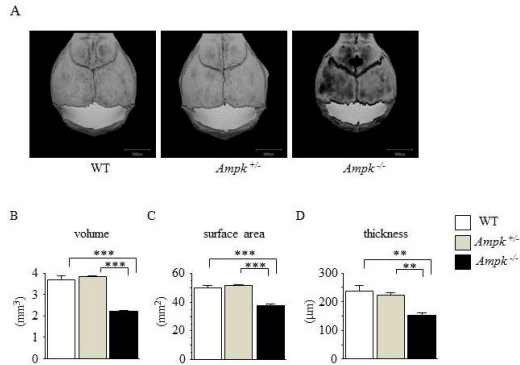 A
WT
Ampk +/-
Ampk -/-
B
volume
C
surface area
D
thickness
WT
Ampk +/-
Ampk -/-
***
***
***
***
**
**
(mm3)
4
3
2
1
0
(mm2)
60
40
20
0
(μm)
300
200
100
0